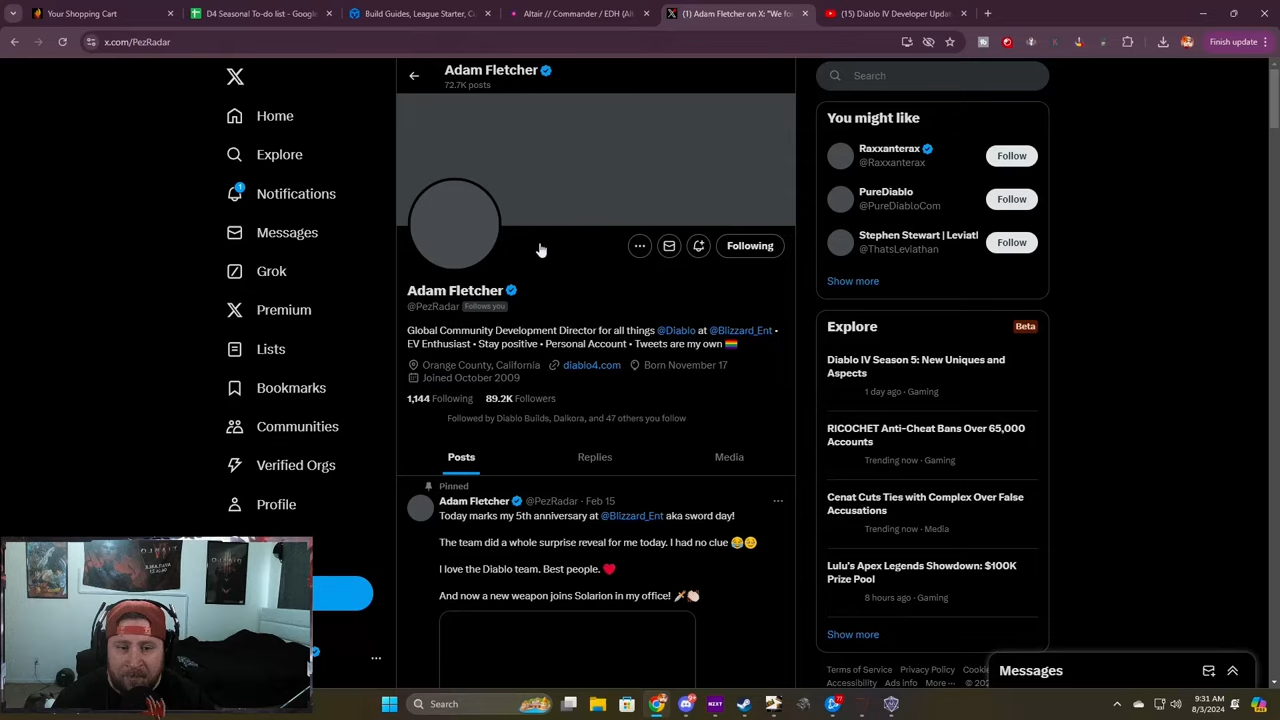 Your Shopping Cart
D4 Seasonal To-do list - Google
Build Guides, League Starter, C
Altair // Commander / EDH (Al
(1) Adam Fletcher on X: "We fo
(15) Diablo IV Developer Updat
x.com/PezRadar
Finish update
Home
Explore
1
Notifications
Messages
Grok
Premium
Lists
Bookmarks
Communities
Verified Orgs
Profile
Adam Fletcher
72.7K posts
Following
Adam Fletcher
@PezRadar Follows you
Global Community Development Director for all things @Diablo at @Blizzard_Ent •
EV Enthusiast • Stay positive • Personal Account • Tweets are my own 🏳️‍🌈
Orange County, California diablo4.com Born November 17
Joined October 2009
1,144 Following 89.2K Followers
Followed by Diablo Builds, Dalkora, and 47 others you follow
Posts Replies Media
Pinned
Adam Fletcher @PezRadar · Feb 15
Today marks my 5th anniversary at @Blizzard_Ent aka sword day!
The team did a whole surprise reveal for me today. I had no clue 😂🥲
I love the Diablo team. Best people. ❤️
And now a new weapon joins Solarion in my office! 🗡️👏🏻
Search
You might like
Raxxanterax
@Raxxanterax
Follow
PureDiablo
@PureDiabloCom
Follow
Stephen Stewart | Leviatl
@ThatsLeviathan
Follow
Show more
Explore
Beta
Diablo IV Season 5: New Uniques and
Aspects
1 day ago · Gaming
RICOCHET Anti-Cheat Bans Over 65,000
Accounts
Trending now · Gaming
Cenat Cuts Ties with Complex Over False
Accusations
Trending now · Media
Lulu's Apex Legends Showdown: $100K
Prize Pool
8 hours ago · Gaming
Show more
Terms of Service Privacy Policy Cookie
Accessibility Ads info More ··· © 202
Messages
Search
NZXT
9:31 AM
8/3/2024